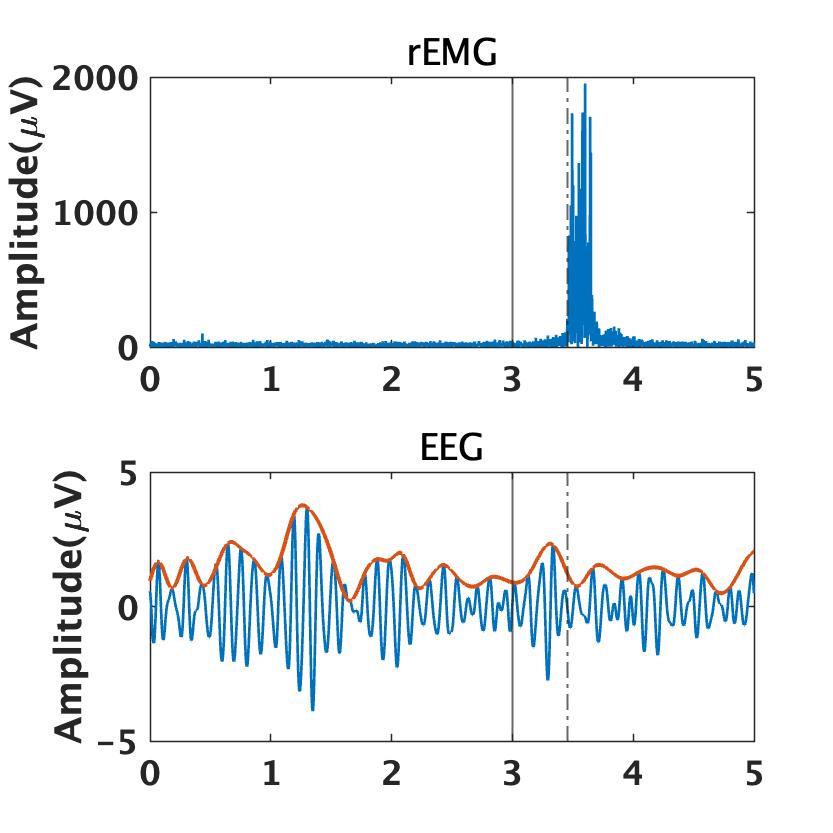 rEMG
Amplitude(μV)
2000
1000
0
0 1 2 3 4 5
EEG
Amplitude(μV)
5
0
−5
0 1 2 3 4 5